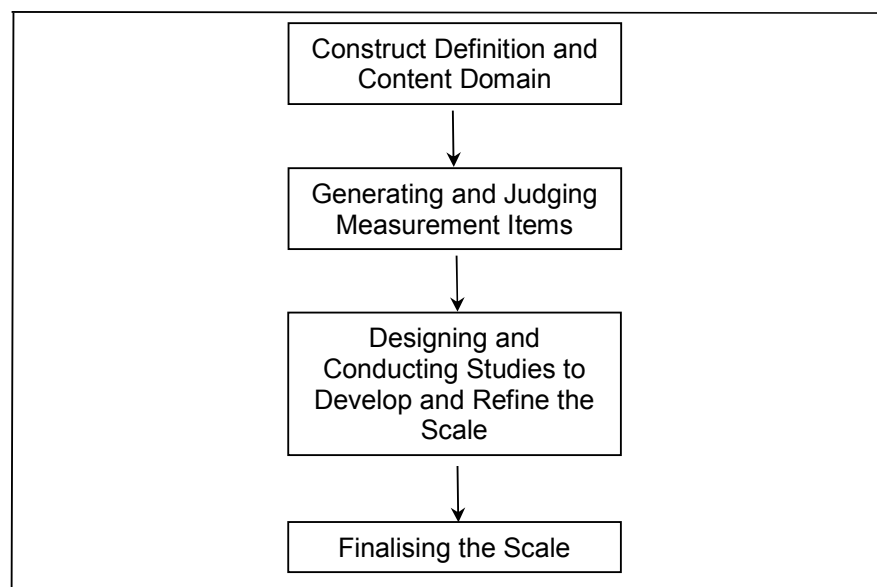 Construct Definition and
Content Domain
Generating and Judging
Measurement Items
Designing and
Conducting Studies to
Develop and Refine the
Scale
Finalising the Scale